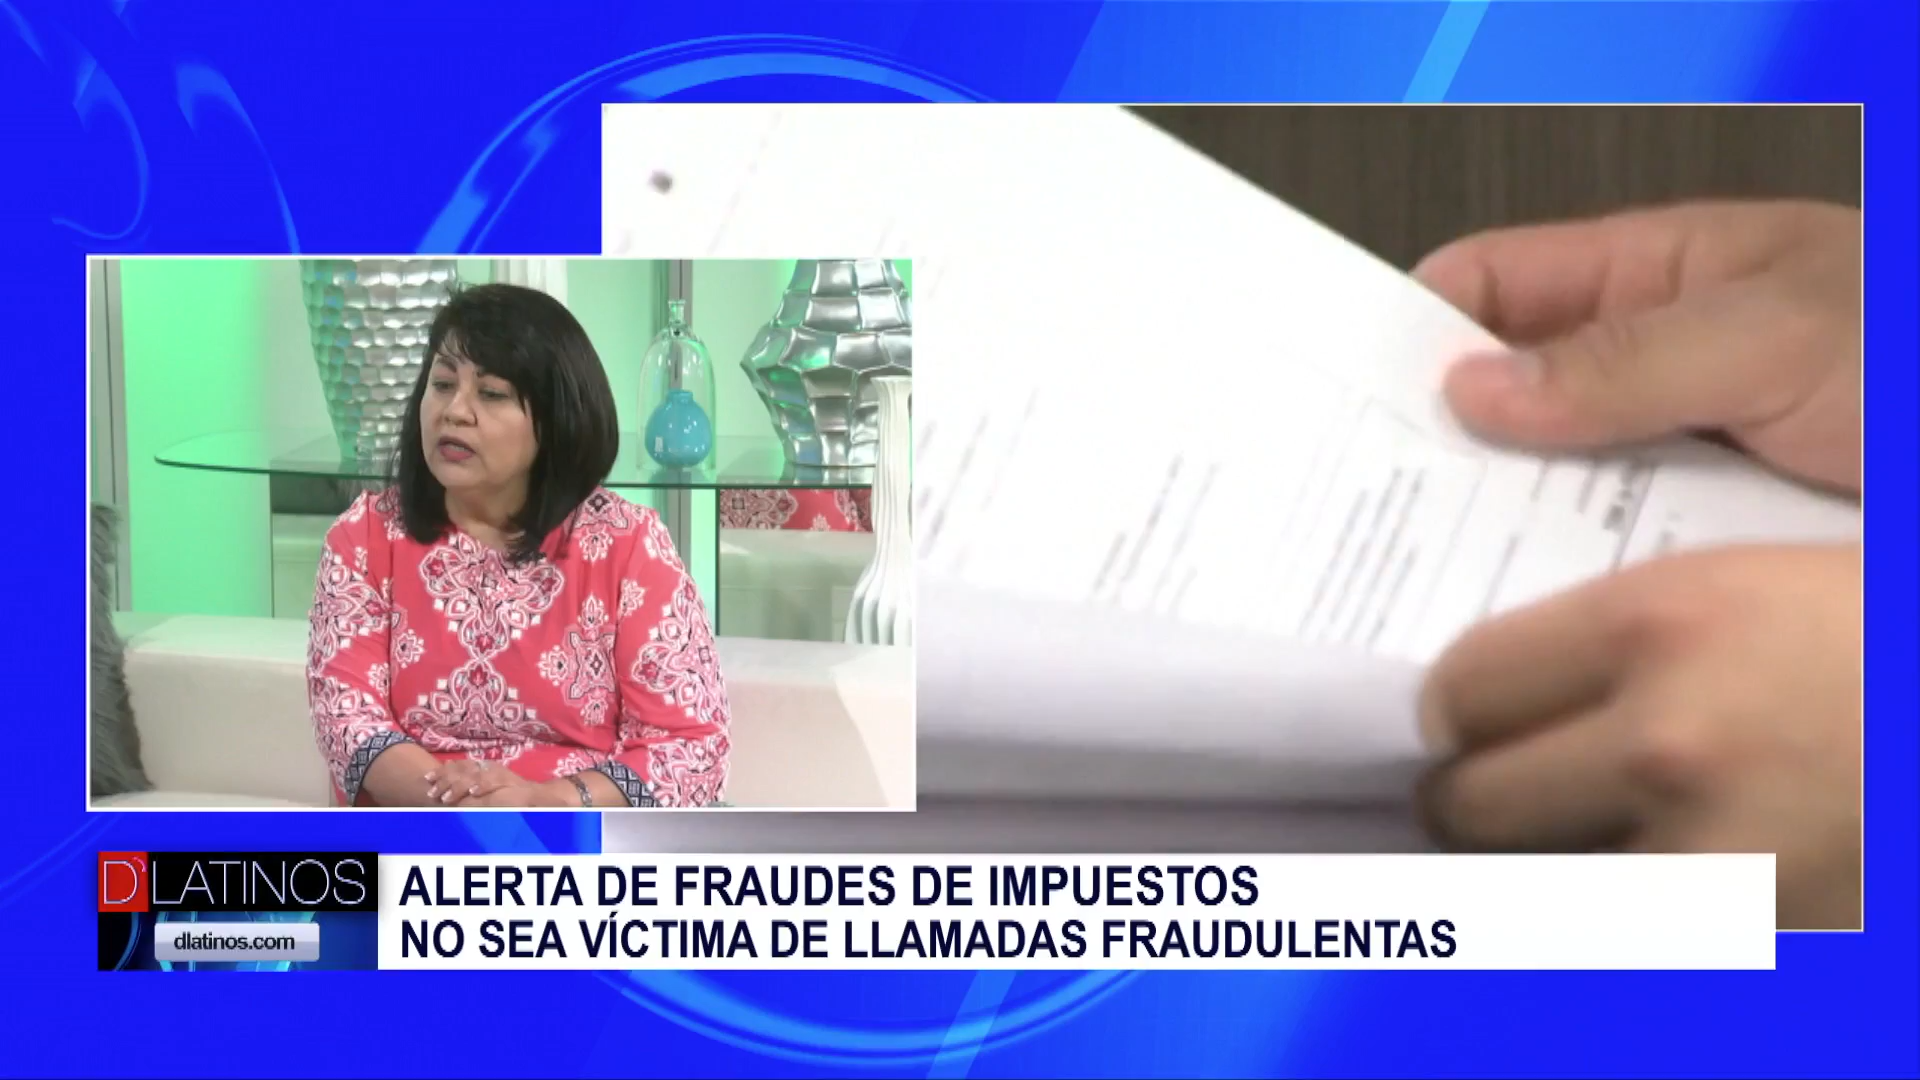 D'LATINOS
dlatinos.com
ALERTA DE FRAUDES DE IMPUESTOS
NO SEA VÍCTIMA DE LLAMADAS FRAUDULENTAS